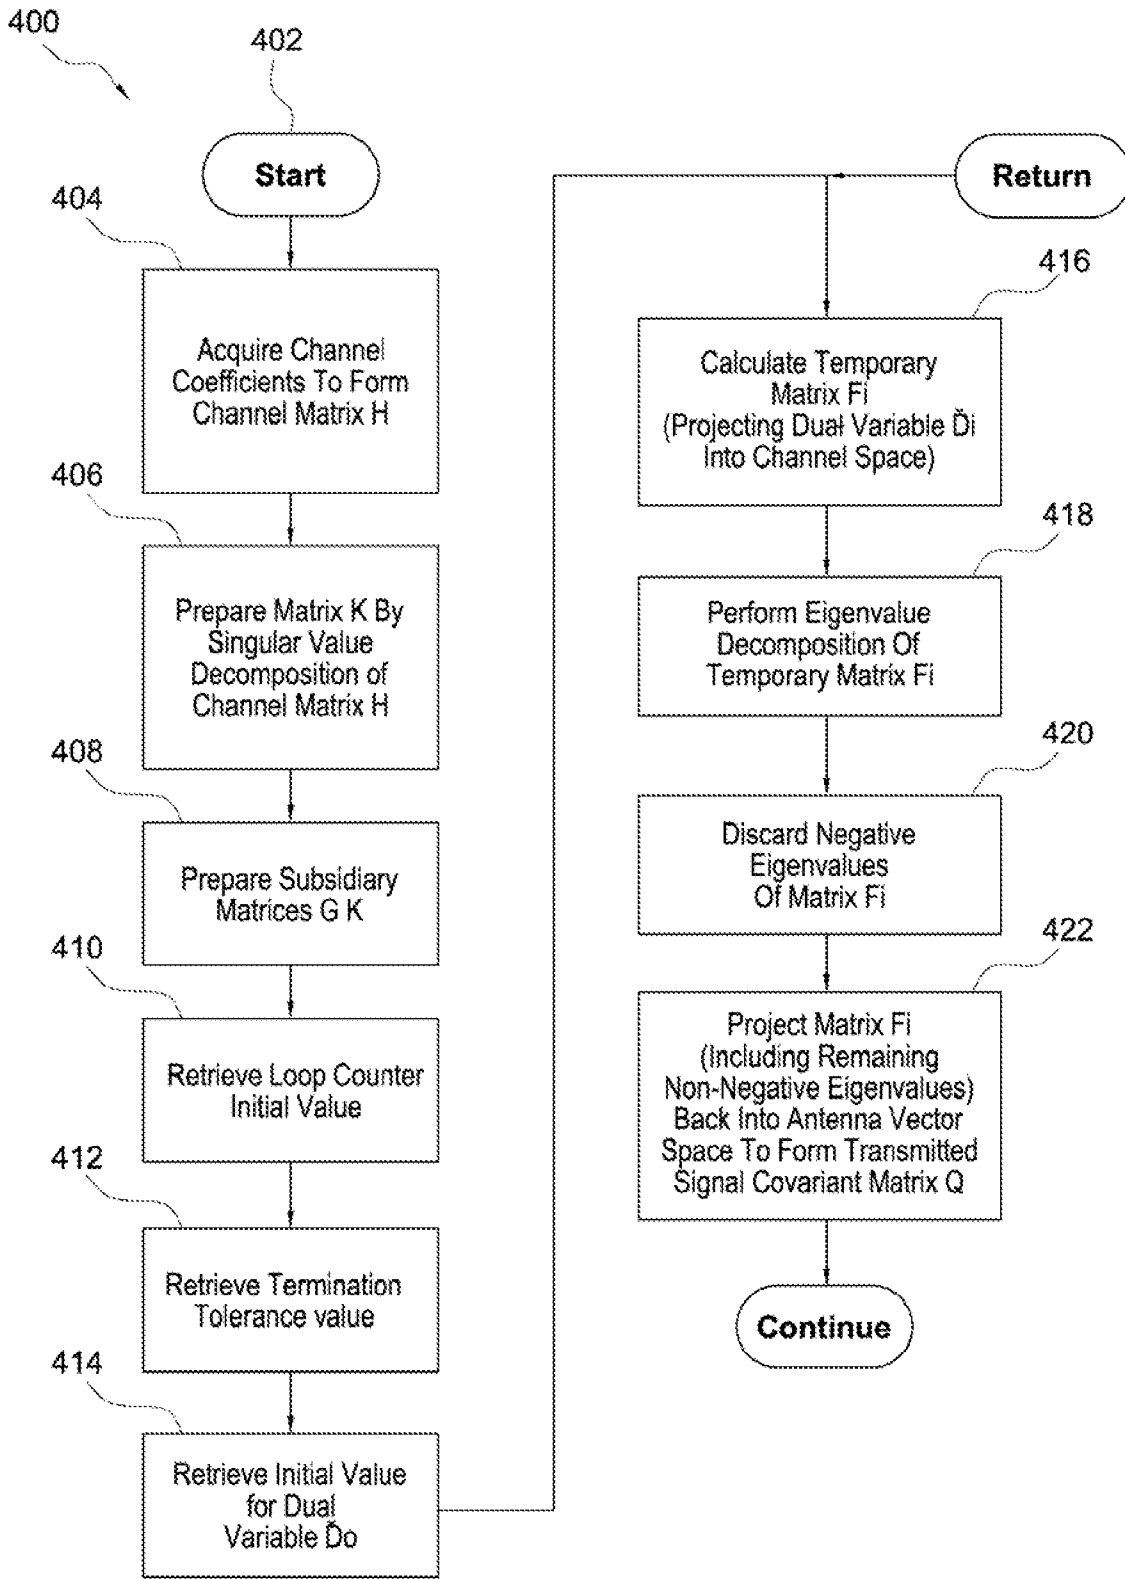 400
402
Start
404
Acquire Channel
Coefficients To Form
Channel Matrix H
406
Prepare Matrix K By
Singular Value
Decomposition of
Channel Matrix H
408
Prepare Subsidiary
Matrices G K
410
Retrieve Loop Counter
Initial Value
412
Retrieve Termination
Tolerance value
414
Retrieve Initial Value
for Dual
Variable Ďo
Return
416
Calculate Temporary
Matrix Fi
(Projecting Dual Variable Ďi
Into Channel Space)
418
Perform Eigenvalue
Decomposition Of
Temporary Matrix Fi
420
Discard Negative
Eigenvalues
Of Matrix Fi
422
Project Matrix Fi
(Including Remaining
Non-Negative Eigenvalues)
Back Into Antenna Vector
Space To Form Transmitted
Signal Covariant Matrix Q
Continue